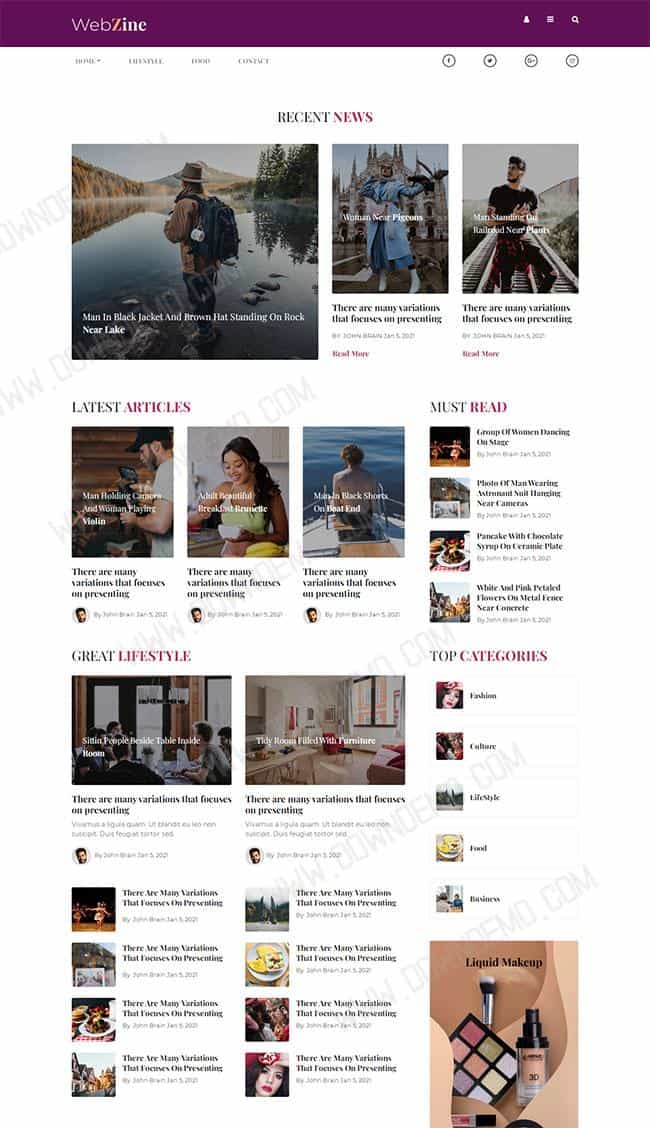 WebZine
HOME
LIFESTYLE
FOOD
CONTACT
RECENT NEWS
Man In Black Jacket And Brown Hat Standing On Rock
Near Lake
Woman Near Pigeons
Man Standing On
Railroad Near Plants
There are many variations
that focuses on presenting
BY JOHN BRAIN Jan 5, 2021
Read More
There are many variations
that focuses on presenting
BY JOHN BRAIN Jan 5, 2021
Read More
LATEST ARTICLES
Man Holding Camera
And Woman Playing
Violin
Adult Beautiful
Breakfast Brunette
Man In Black Shorts
On Boat End
There are many
variations that focuses
on presenting
By John Brain Jan 5, 2021
There are many
variations that focuses
on presenting
By John Brain Jan 5, 2021
There are many
variations that focuses
on presenting
By John Brain Jan 5, 2021
MUST READ
Group Of Women Dancing
On Stage
By John Brain Jan 5, 2021
Photo Of Man Wearing
Astronaut Suit Hanging
Near Cameras
By John Brain Jan 5, 2021
Pancake With Chocolate
Syrup On Ceramic Plate
By John Brain Jan 5, 2021
White And Pink Petaled
Flowers On Metal Fence
Near Concrete
By John Brain Jan 5, 2021
GREAT LIFESTYLE
Sittin People Beside Table Inside
Room
Tidy Room Filled With Furniture
There are many variations that focuses
on presenting
Vivamus a ligula quam. Ut blandit eu leo non
suscipit. Duis feugiat tortor sed.
By John Brain Jan 5, 2021
There are many variations that focuses
on presenting
Vivamus a ligula quam. Ut blandit eu leo non
suscipit. Duis feugiat tortor sed.
By John Brain Jan 5, 2021
There Are Many Variations
That Focuses On Presenting
By John Brain Jan 5, 2021
There Are Many Variations
That Focuses On Presenting
By John Brain Jan 5, 2021
There Are Many Variations
That Focuses On Presenting
By John Brain Jan 5, 2021
There Are Many Variations
That Focuses On Presenting
By John Brain Jan 5, 2021
There Are Many Variations
That Focuses On Presenting
By John Brain Jan 5, 2021
There Are Many Variations
That Focuses On Presenting
By John Brain Jan 5, 2021
There Are Many Variations
That Focuses On Presenting
By John Brain Jan 5, 2021
There Are Many Variations
That Focuses On Presenting
By John Brain Jan 5, 2021
TOP CATEGORIES
Fashion
Culture
LifeStyle
Food
Business
Liquid Makeup
3D
WWW.DOWNDEMO.COM
WWW.DOWNDEMO.COM
WWW.DOWNDEMO.COM
WWW.DOWNDEMO.COM
WWW.DOWNDEMO.COM